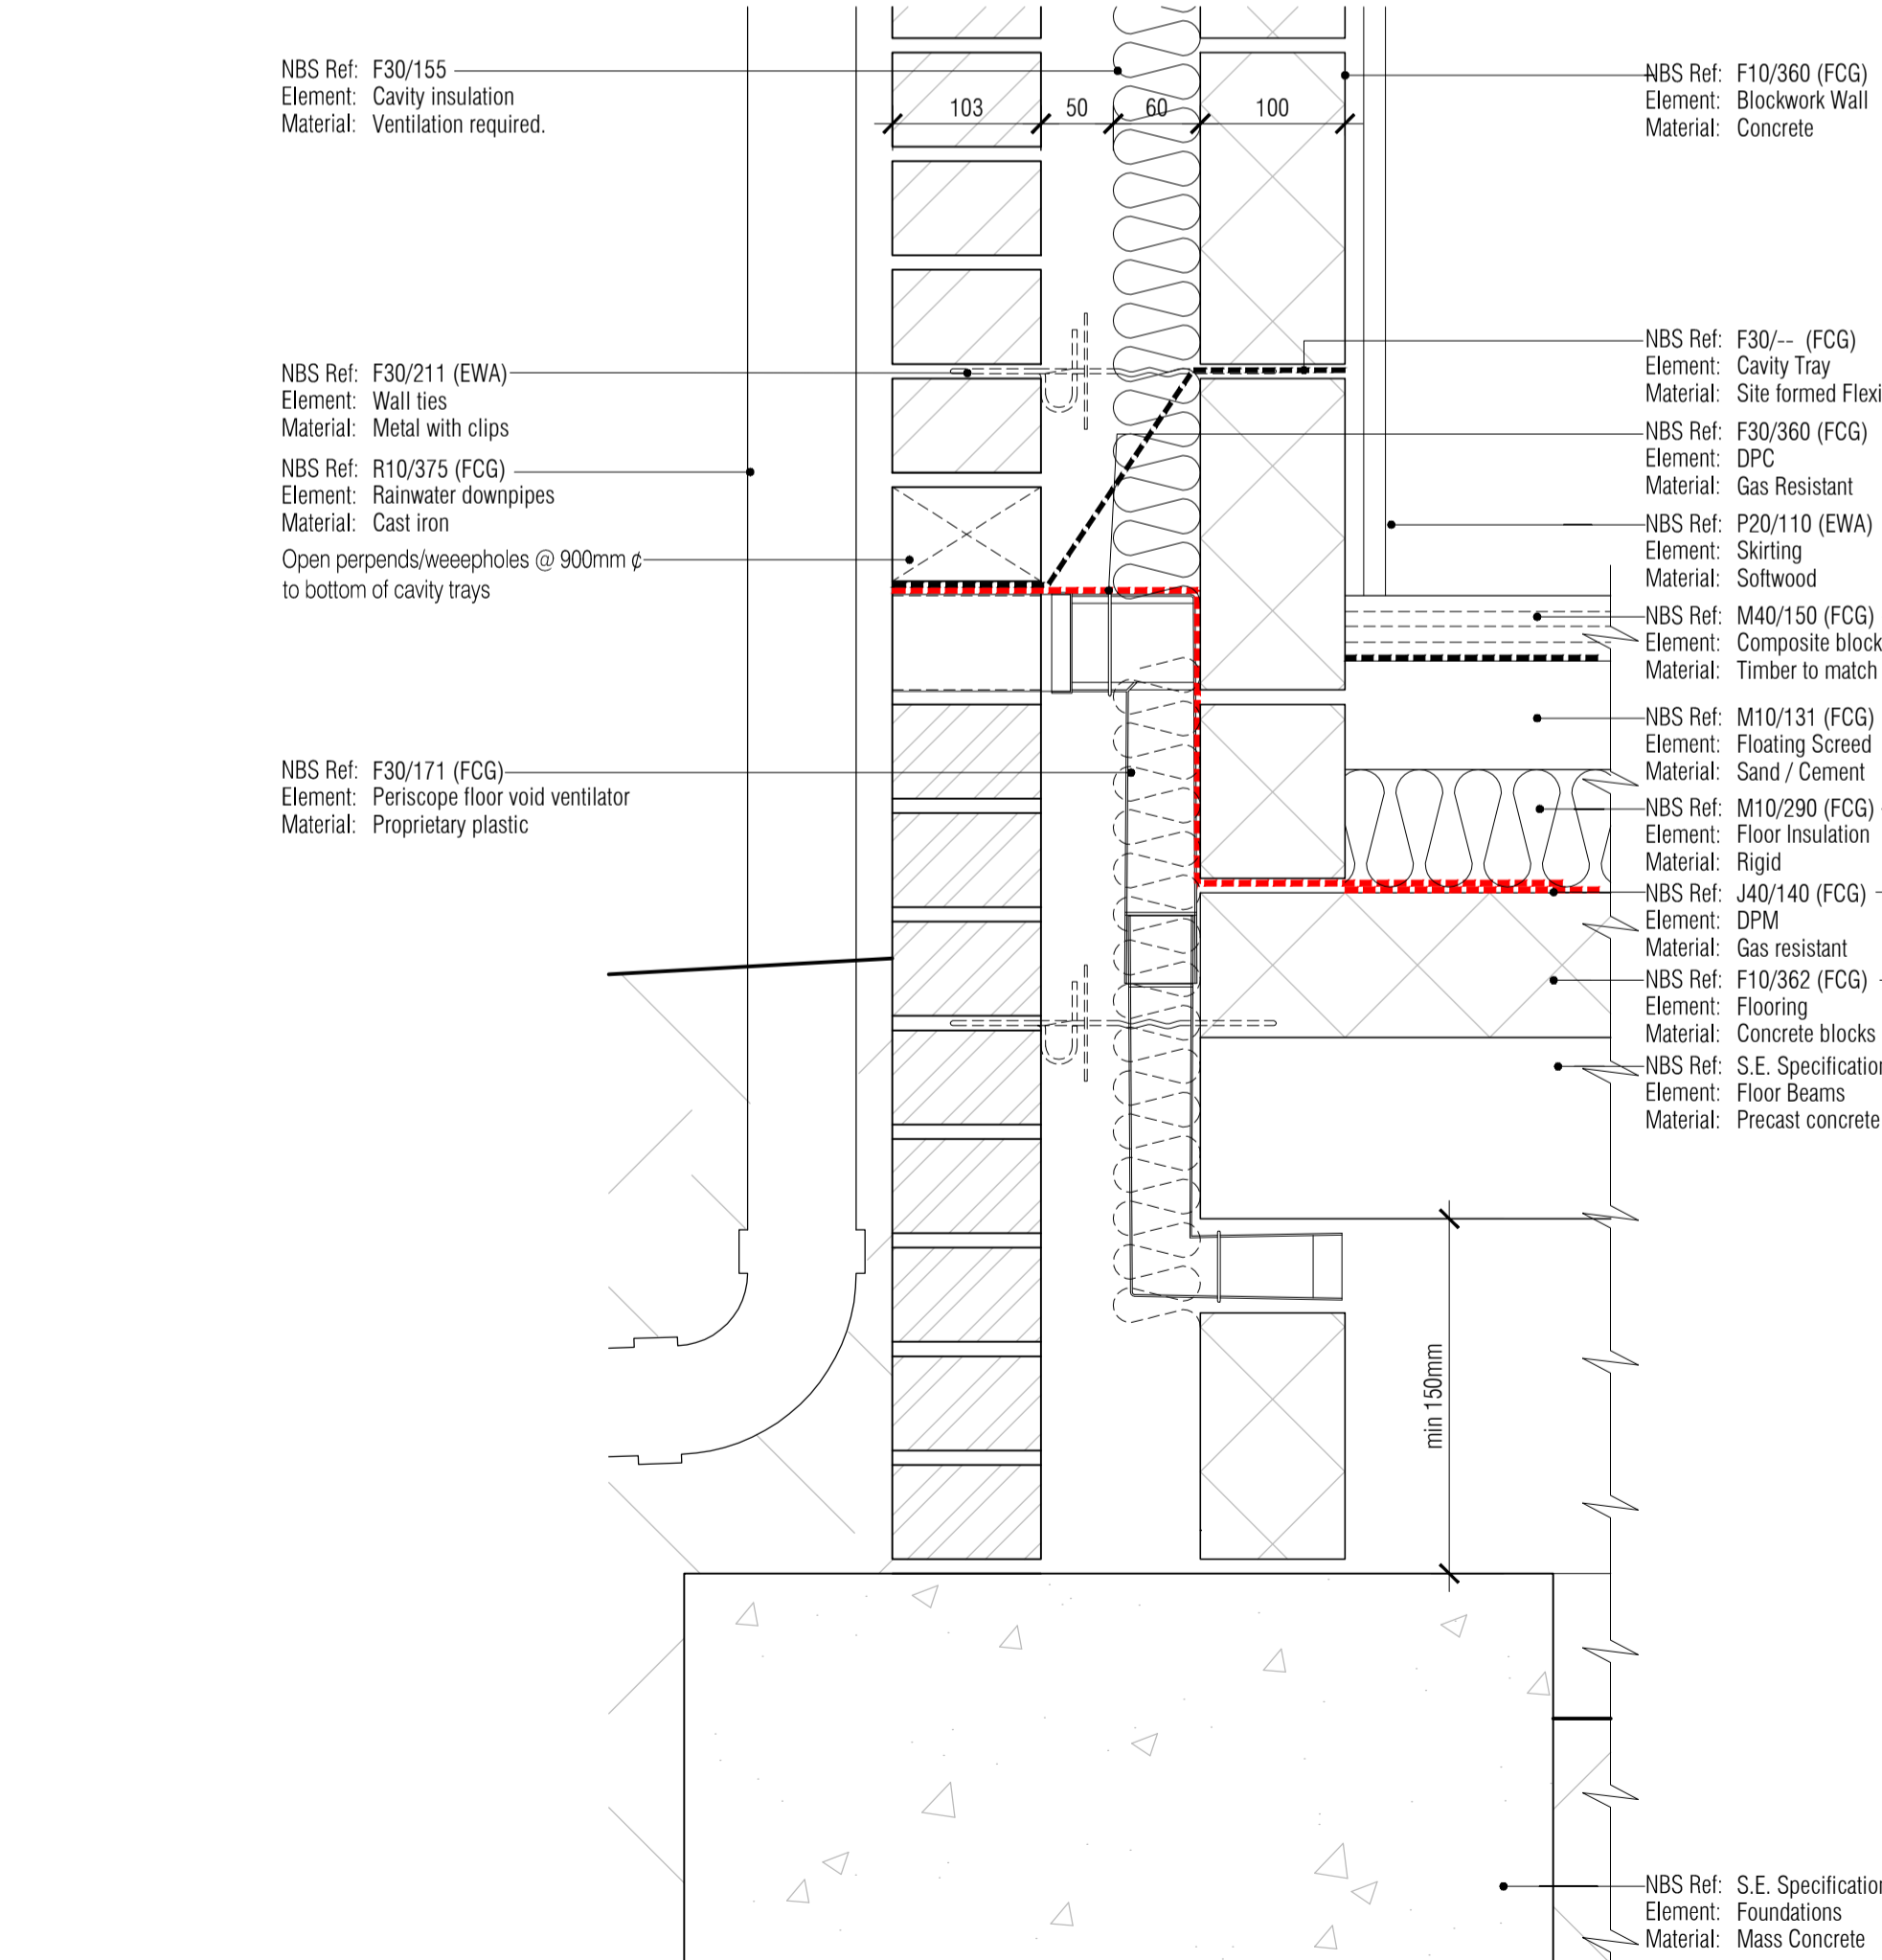 NBS Ref: F30/155
Element: Cavity insulation
Material: Ventilation required.
NBS Ref: F30/211 (EWA)
Element: Wall ties
Material: Metal with clips
NBS Ref: R10/375 (FCG)
Element: Rainwater downpipes
Material: Cast iron
Open perpends/weeepholes @ 900mm ¢
to bottom of cavity trays
NBS Ref: F30/171 (FCG)
Element: Periscope floor void ventilator
Material: Proprietary plastic
103 50 60 100
min 150mm
NBS Ref: F10/360 (FCG)
Element: Blockwork Wall
Material: Concrete
NBS Ref: F30/-- (FCG)
Element: Cavity Tray
Material: Site formed Flexi
NBS Ref: F30/360 (FCG)
Element: DPC
Material: Gas Resistant
NBS Ref: P20/110 (EWA)
Element: Skirting
Material: Softwood
NBS Ref: M40/150 (FCG)
Element: Composite block
Material: Timber to match
NBS Ref: M10/131 (FCG)
Element: Floating Screed
Material: Sand / Cement
NBS Ref: M10/290 (FCG)
Element: Floor Insulation
Material: Rigid
NBS Ref: J40/140 (FCG)
Element: DPM
Material: Gas resistant
NBS Ref: F10/362 (FCG)
Element: Flooring
Material: Concrete blocks
NBS Ref: S.E. Specification
Element: Floor Beams
Material: Precast concrete
NBS Ref: S.E. Specification
Element: Foundations
Material: Mass Concrete